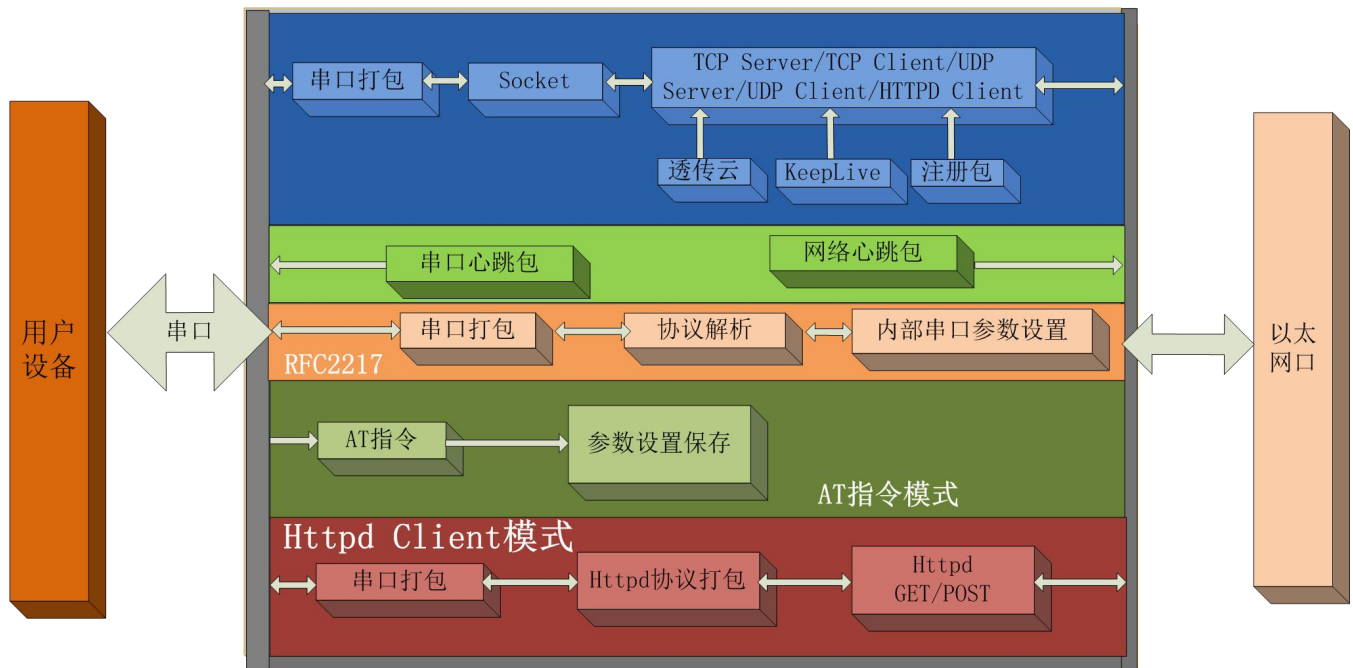 串口打包
Socket
TCP Server/TCP Client/UDP
Server/UDP Client/HTTPD Client
透传云
KeepLive
注册包
串口心跳包
网络心跳包
用户
设备
串口
串口打包
协议解析
内部串口参数设置
RFC2217
以太
网口
AT指令
参数设置保存
AT指令模式
Httpd Client模式
串口打包
Httpd协议打包
Httpd
GET/POST